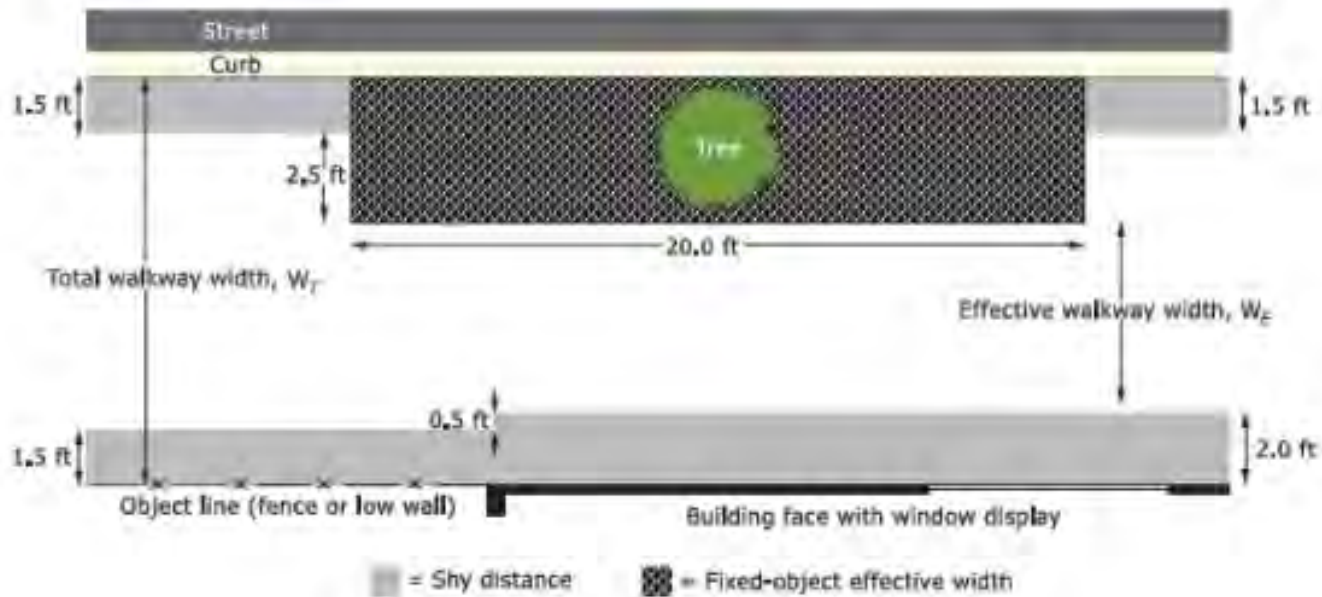 Street
Curb
1.5 ft
1.5 ft
Tree
2.5 ft
20.0 ft
Total walkway width, W_T
Effective walkway width, W_E
0.5 ft
1.5 ft
2.0 ft
Object line (fence or low wall)
Building face with window display
= Shy distance
= Fixed-object effective width